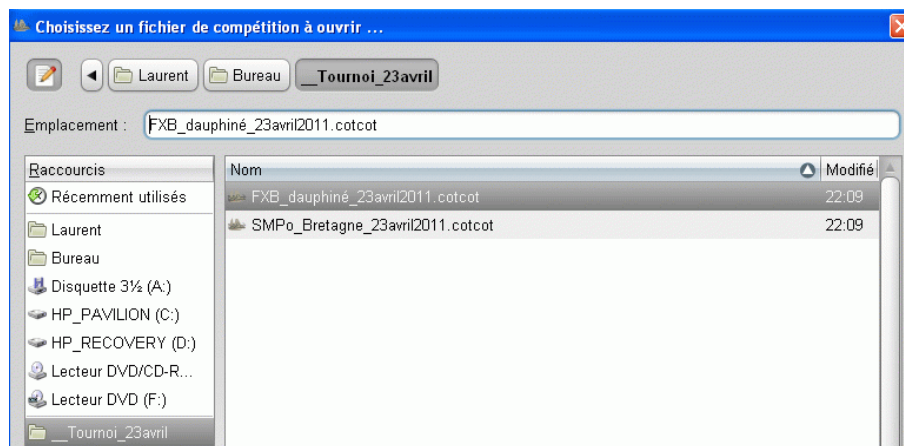 Choisissez un fichier de compétition à ouvrir ...
Laurent Bureau __Tournoi_23avril
Emplacement : FXB_dauphiné_23avril2011.cotcot
Raccourcis Nom Modifié
Récemment utilisés FXB_dauphiné_23avril2011.cotcot 22:09
Laurent SMPo_Bretagne_23avril2011.cotcot 22:09
Bureau
Disquette 3½ (A:)
HP_PAVILION (C:)
HP_RECOVERY (D:)
Lecteur DVD/CD-R...
Lecteur DVD (F:)
__Tournoi_23avril